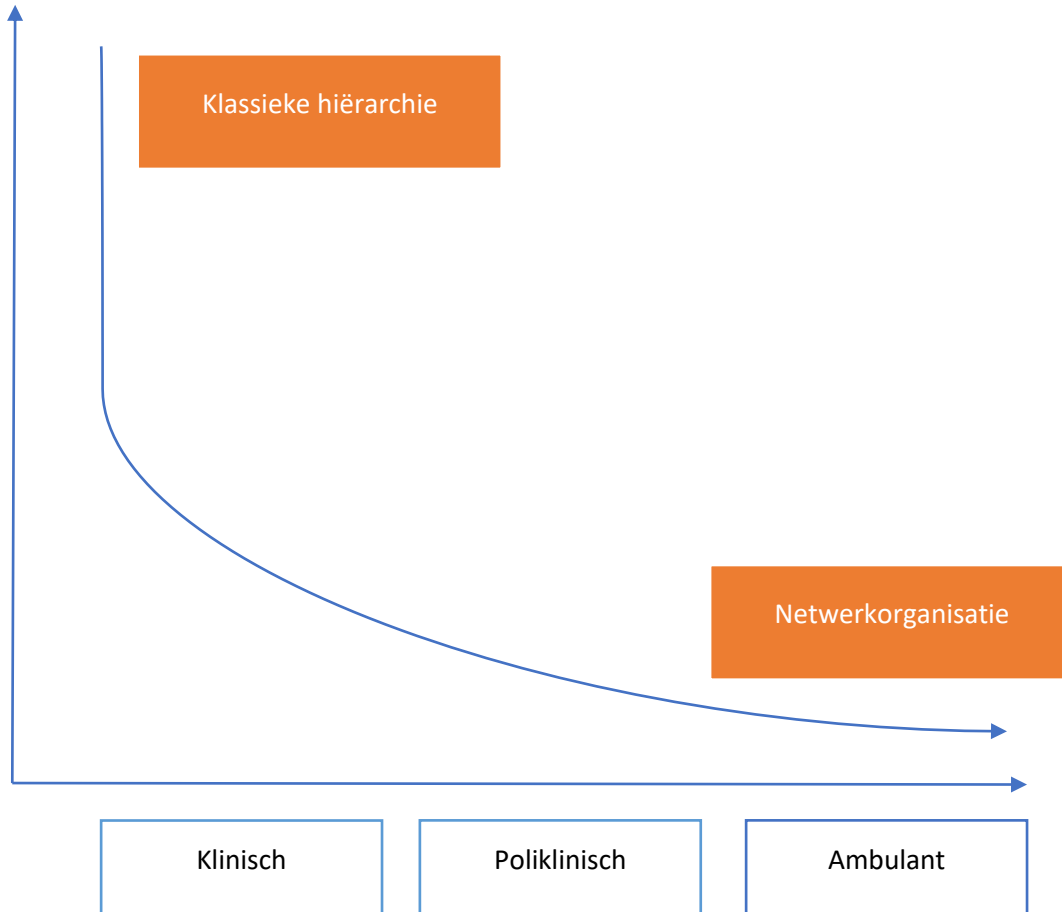 Klassieke hiërarchie
Netwerkorganisatie
Klinisch
Poliklinisch
Ambulant